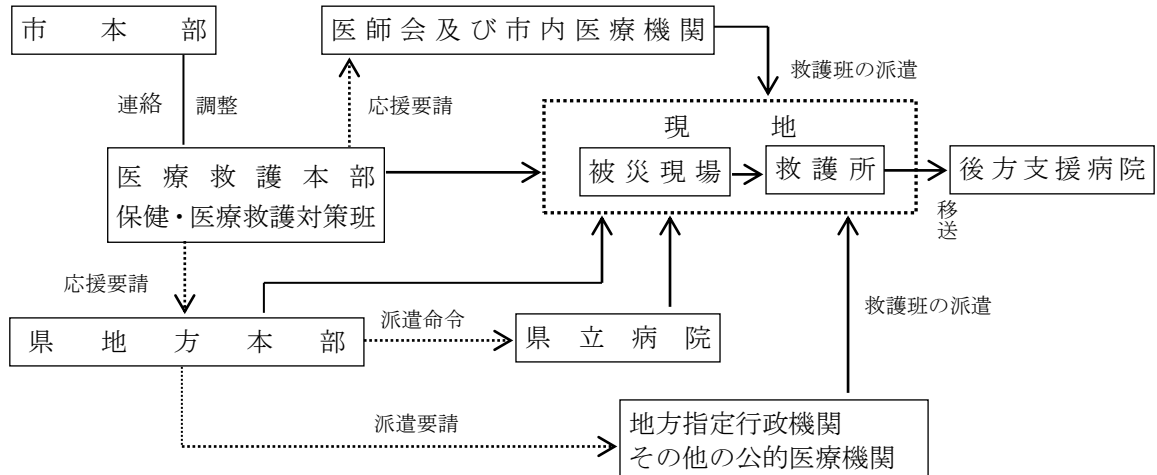 市本部
医師会及び市内医療機関
救護班の派遣
連絡 調整
応援要請
現地
医療救護本部
保健・医療救護対策班
被災現場
救護所
後方支援病院
移送
応援要請
救護班の派遣
県地方本部
派遣命令
県立病院
派遣要請
地方指定行政機関
その他の公的医療機関